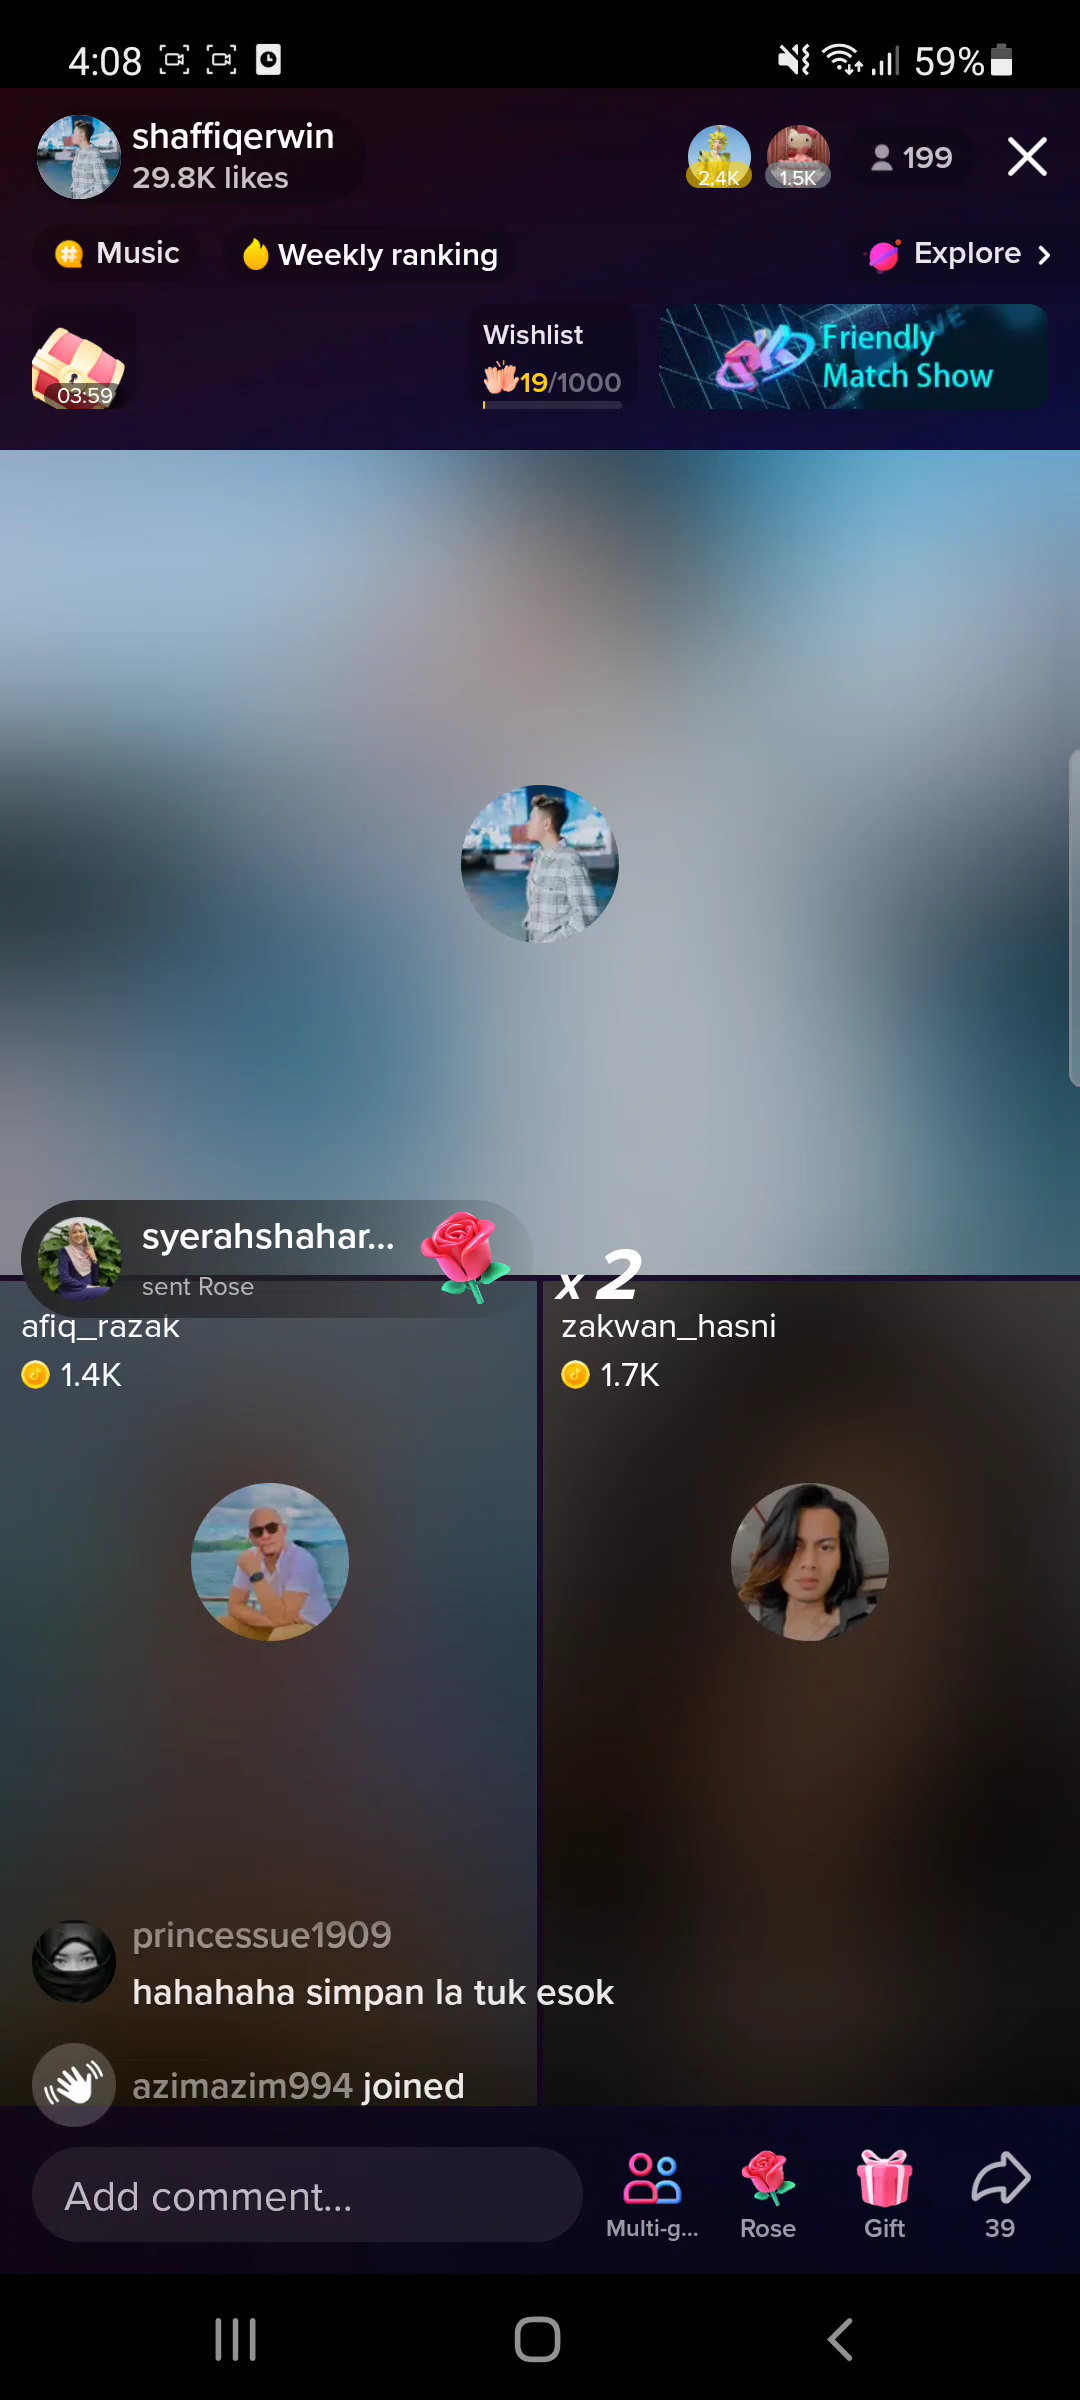 4:08
59%
shaffiqerwin
29.8K likes
2.4K
1.5K
199
Music
Weekly ranking
Explore
03:59
Wishlist
19/1000
Friendly
Match Show
syerahshahar...
sent Rose
x 2
afiq_razak
1.4K
zakwan_hasni
1.7K
princessue1909
hahahaha simpan la tuk esok
azimazim994 joined
Add comment...
Multi-g...
Rose
Gift
39